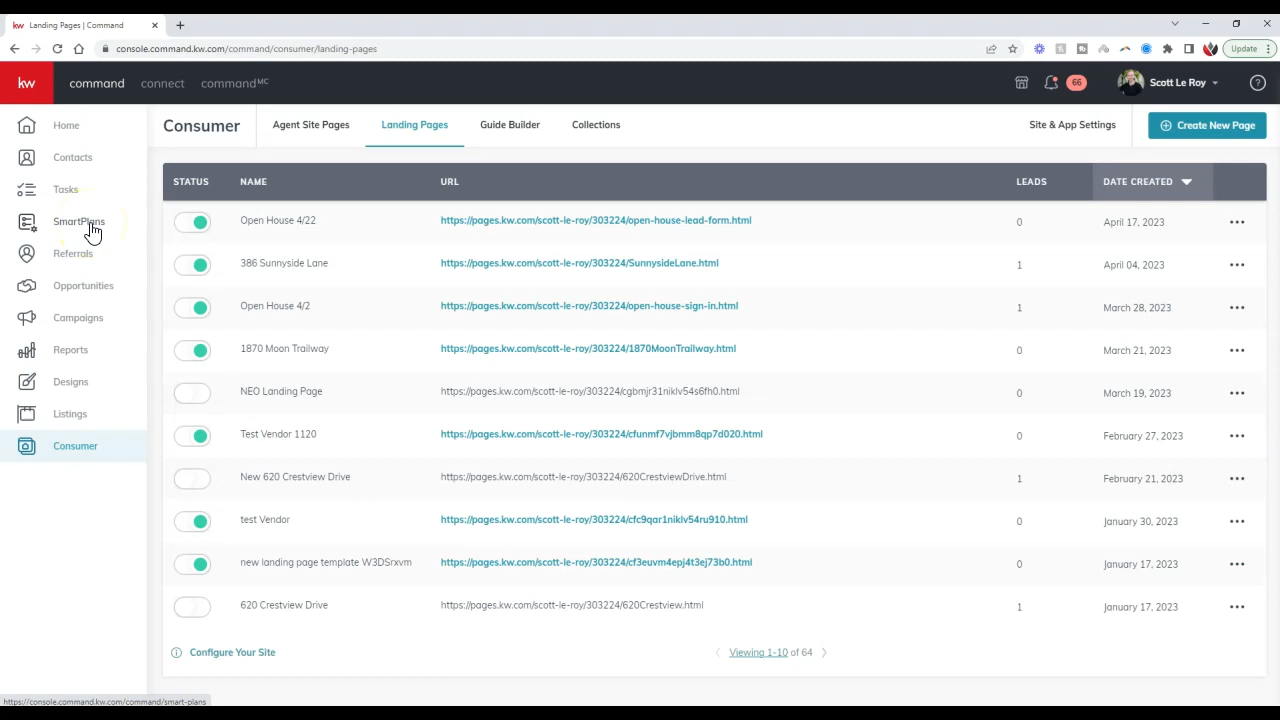 kw Landing Pages | Command
console.command.kw.com/command/consumer/landing-pages
Update
kw command connect commandMC
66 Scott Le Roy
Home
Contacts
Tasks
SmartPlans
Referrals
Opportunities
Campaigns
Reports
Designs
Listings
Consumer
Consumer Agent Site Pages Landing Pages Guide Builder Collections Site & App Settings Create New Page
STATUS NAME URL LEADS DATE CREATED
Open House 4/22 https://pages.kw.com/scott-le-roy/303224/open-house-lead-form.html 0 April 17, 2023
386 Sunnyside Lane https://pages.kw.com/scott-le-roy/303224/SunnysideLane.html 1 April 04, 2023
Open House 4/2 https://pages.kw.com/scott-le-roy/303224/open-house-sign-in.html 1 March 28, 2023
1870 Moon Trailway https://pages.kw.com/scott-le-roy/303224/1870MoonTrailway.html 0 March 21, 2023
NEO Landing Page https://pages.kw.com/scott-le-roy/303224/cgbmjr31niklv54s6fh0.html 0 March 19, 2023
Test Vendor 1120 https://pages.kw.com/scott-le-roy/303224/cfunmf7vjbmm8qp7d020.html 0 February 27, 2023
New 620 Crestview Drive https://pages.kw.com/scott-le-roy/303224/620CrestviewDrive.html 1 February 21, 2023
test Vendor https://pages.kw.com/scott-le-roy/303224/cfc9qar1niklv54ru910.html 0 January 30, 2023
new landing page template W3DSrxvm https://pages.kw.com/scott-le-roy/303224/cf3euvm4epj4t3ej73b0.html 0 January 17, 2023
620 Crestview Drive https://pages.kw.com/scott-le-roy/303224/620Crestview.html 1 January 17, 2023
Configure Your Site Viewing 1-10 of 64
https://console.command.kw.com/command/smart-plans